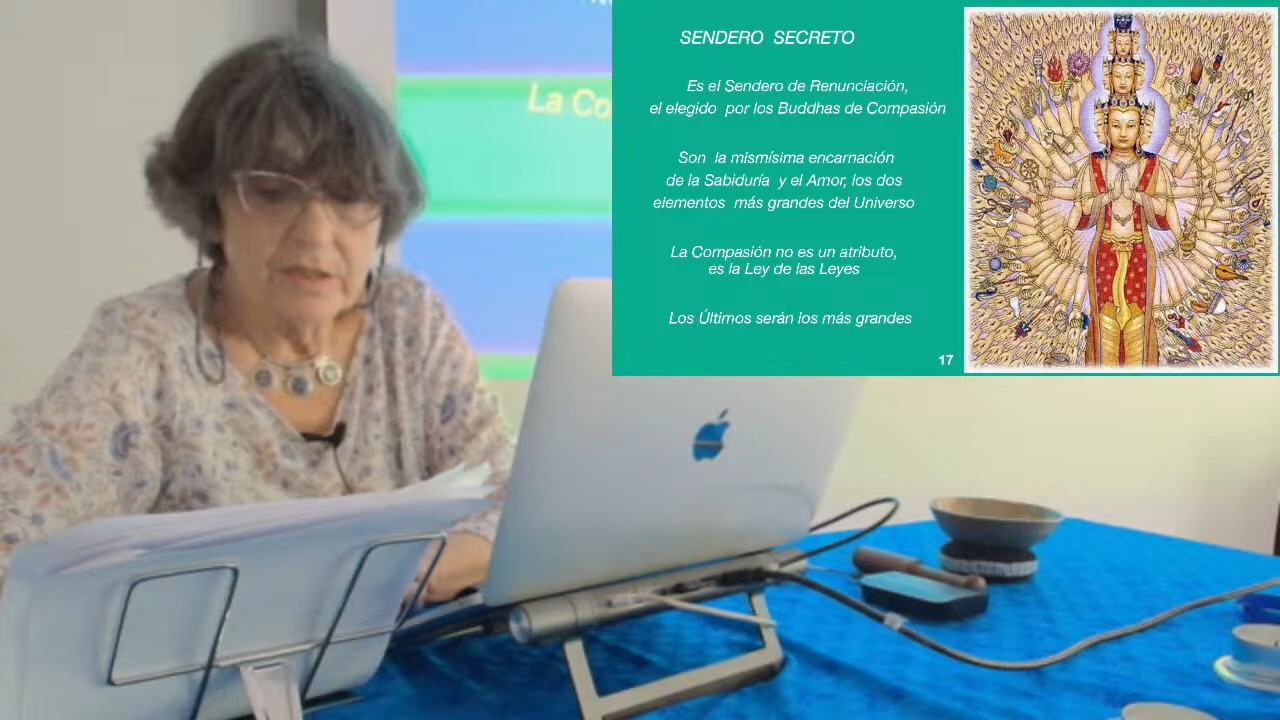 La Co
SENDERO SECRETO
Es el Sendero de Renunciación,
el elegido por los Buddhas de Compasión
Son la mismísima encarnación
de la Sabiduría y el Amor, los dos
elementos más grandes del Universo
La Compasión no es un atributo,
es la Ley de las Leyes
Los Últimos serán los más grandes
17